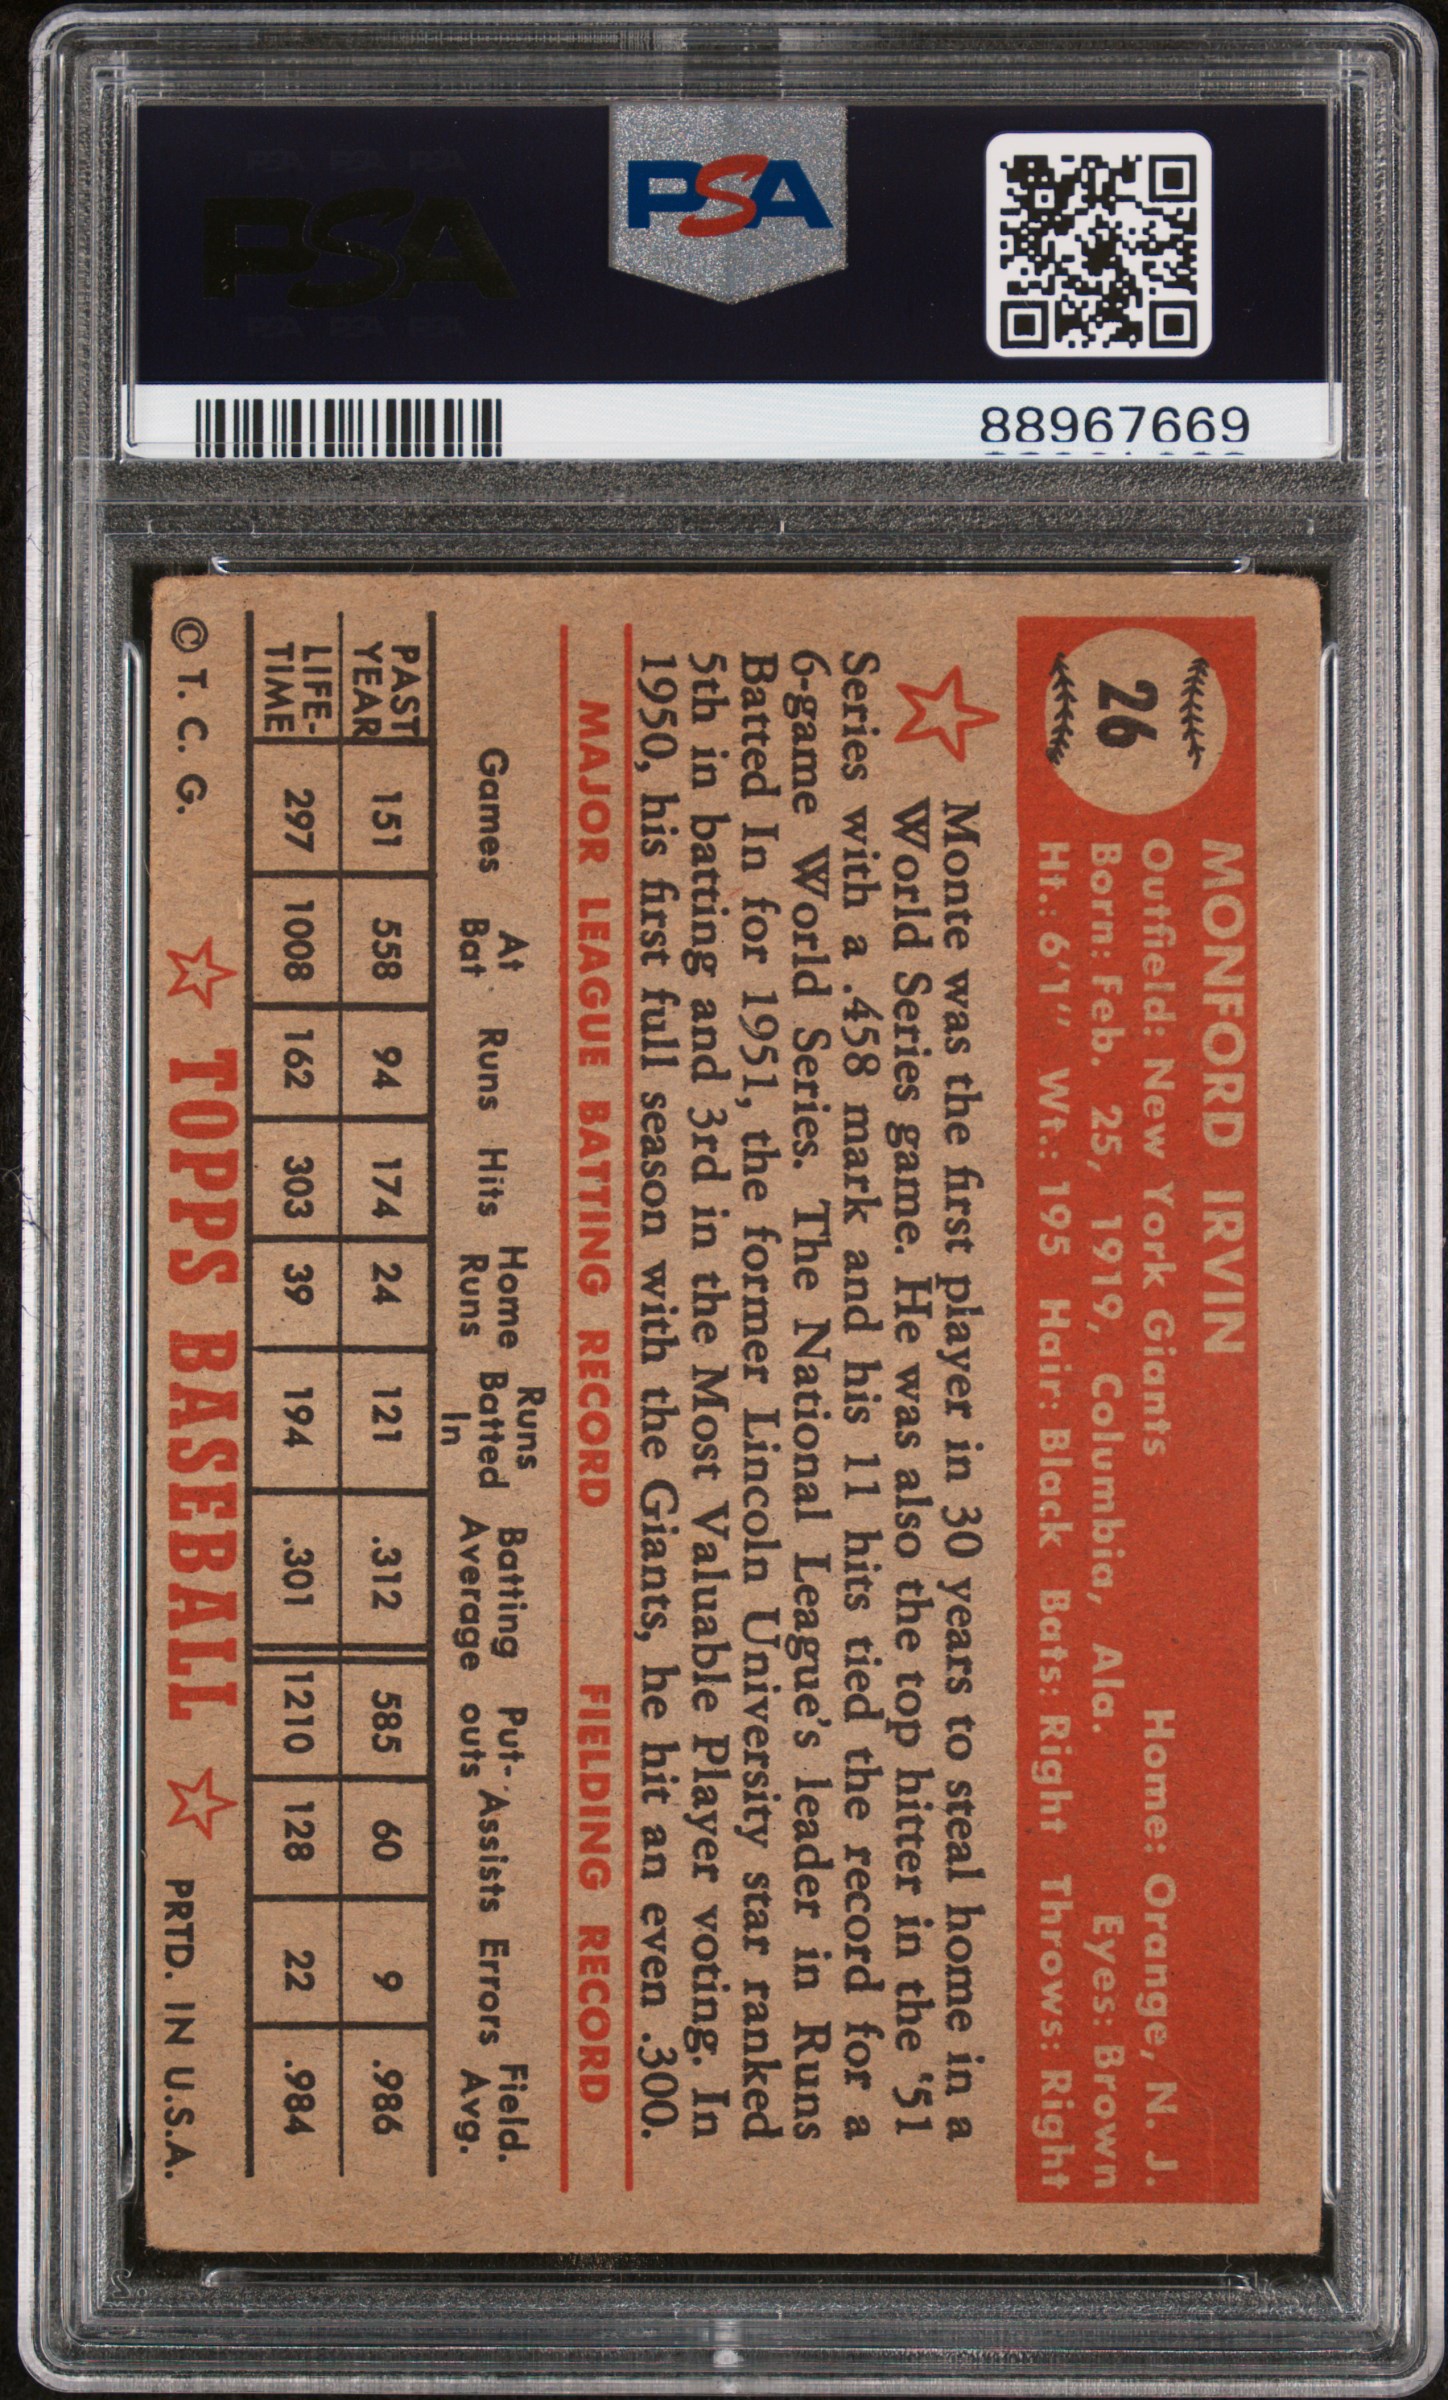 PSA PSA PSA
PSA
PSA PSA PSA
PSA
88967669
26
MONFORD IRVIN
Outfield: New York Giants Home: Orange, N. J.
Born: Feb. 25, 1919, Columbia, Ala. Eyes: Brown
Ht.: 6'1" Wt.: 195 Hair: Black Bats: Right Throws: Right
Monte was the first player in 30 years to steal home in a
World Series game. He was also the top hitter in the '51
Series with a .458 mark and his 11 hits tied the record for a
6-game World Series. The National League's leader in Runs
Batted In for 1951, the former Lincoln University star ranked
5th in batting and 3rd in the Most Valuable Player voting. In
1950, his first full season with the Giants, he hit an even .300.
MAJOR LEAGUE BATTING RECORD FIELDING RECORD
Games At Bat Runs Hits Home Runs Runs Batted In Batting Average Put-outs Assists Errors Field. Avg.
PAST YEAR 151 558 94 174 24 121 .312 585 60 9 .986
LIFE-TIME 297 1008 162 303 39 194 .301 1210 128 22 .984
© T. C. G. TOPPS BASEBALL PRTD. IN U.S.A.